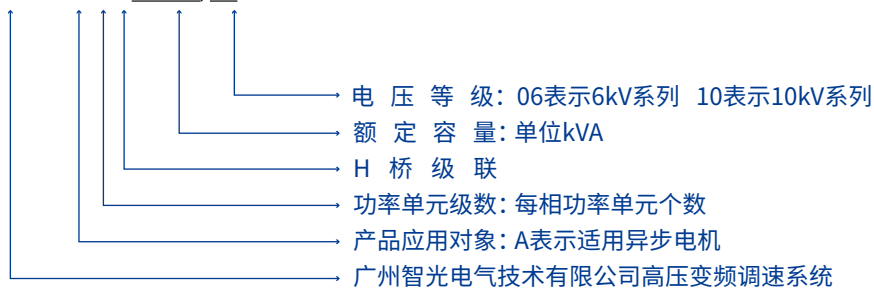 电压等级：06表示6kV系列 10表示10kV系列
额定容量：单位kVA
H桥级联
功率单元级数：每相功率单元个数
产品应用对象：A表示适用异步电机
广州智光电气技术有限公司高压变频调速系统